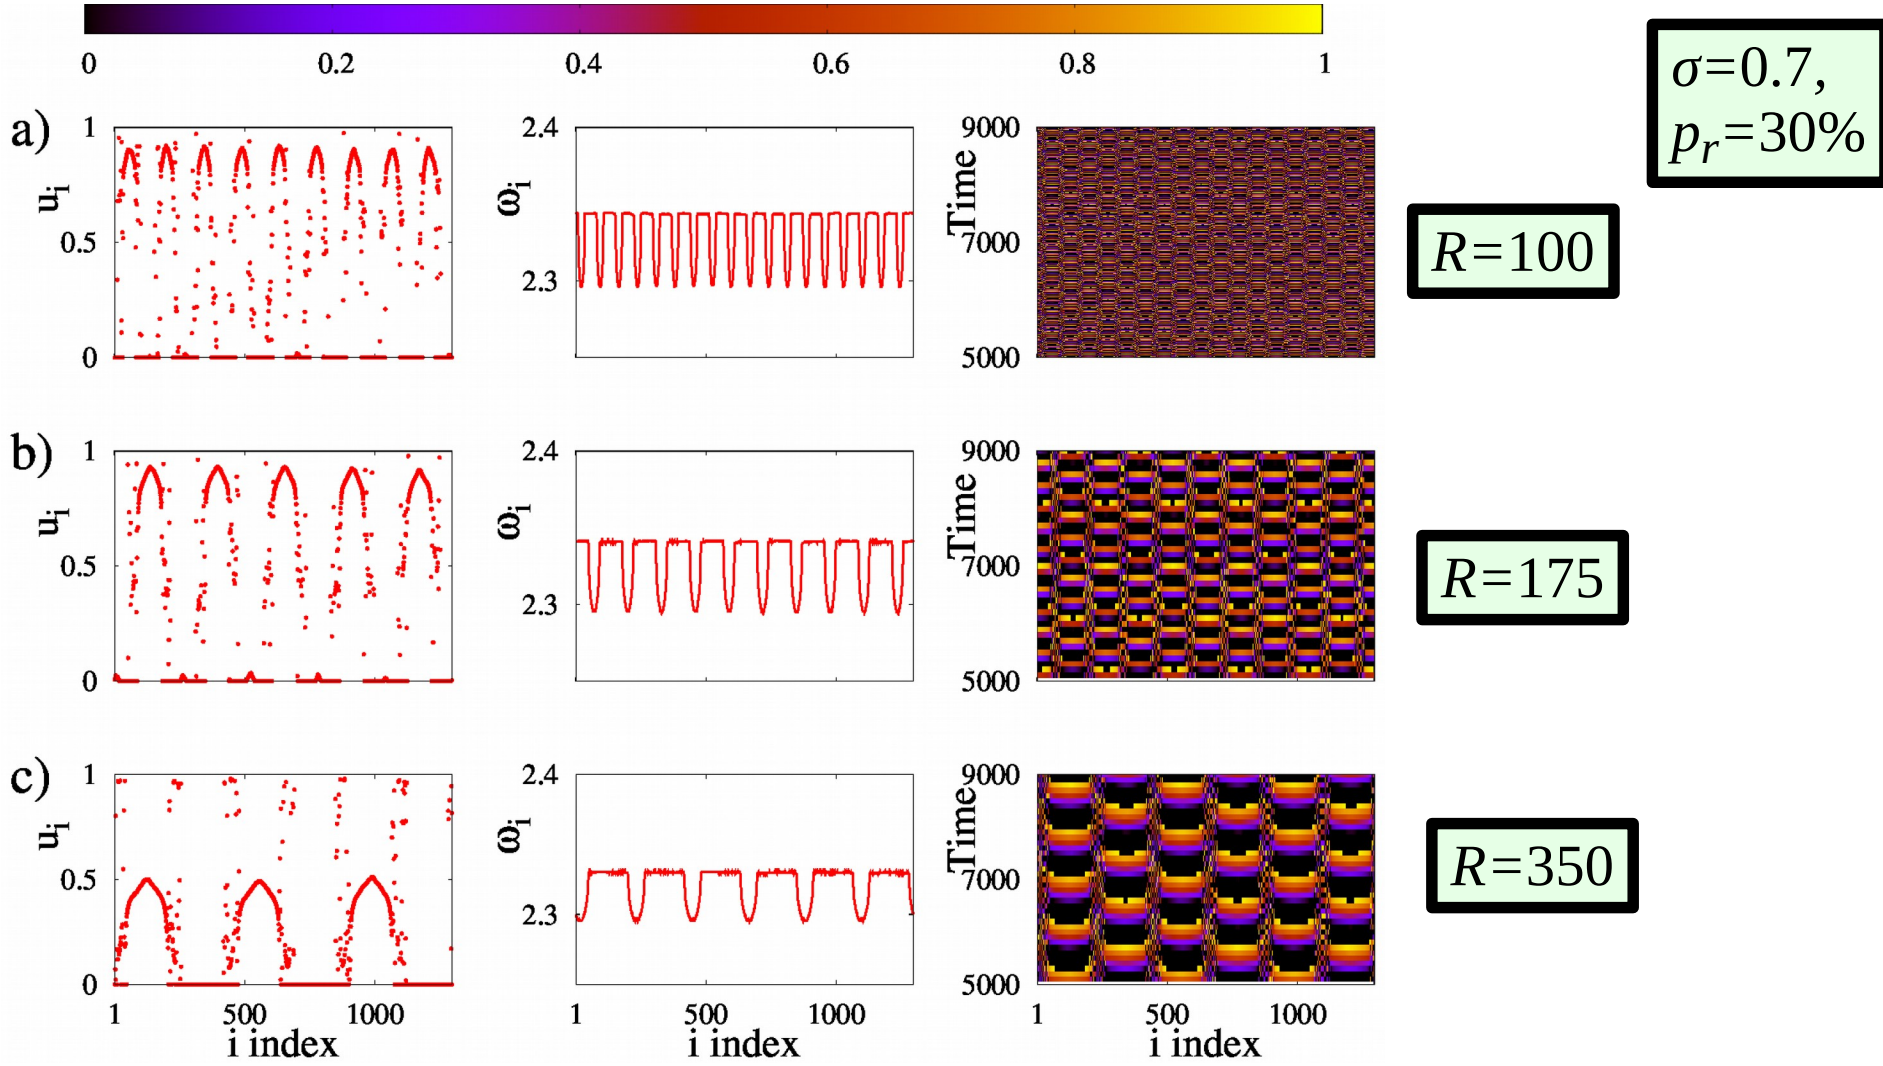 0 0.2 0.4 0.6 0.8 1
σ=0.7,
p_r=30%
a) 1 0.5 0 u_i
2.4 2.3 ω_i
9000 7000 5000 Time
R=100
b) 1 0.5 0 u_i
2.4 2.3 ω_i
9000 7000 5000 Time
R=175
c) 1 0.5 0 u_i
2.4 2.3 ω_i
9000 7000 5000 Time
R=350
1 500 1000 1 500 1000 1 500 1000
i index i index i index